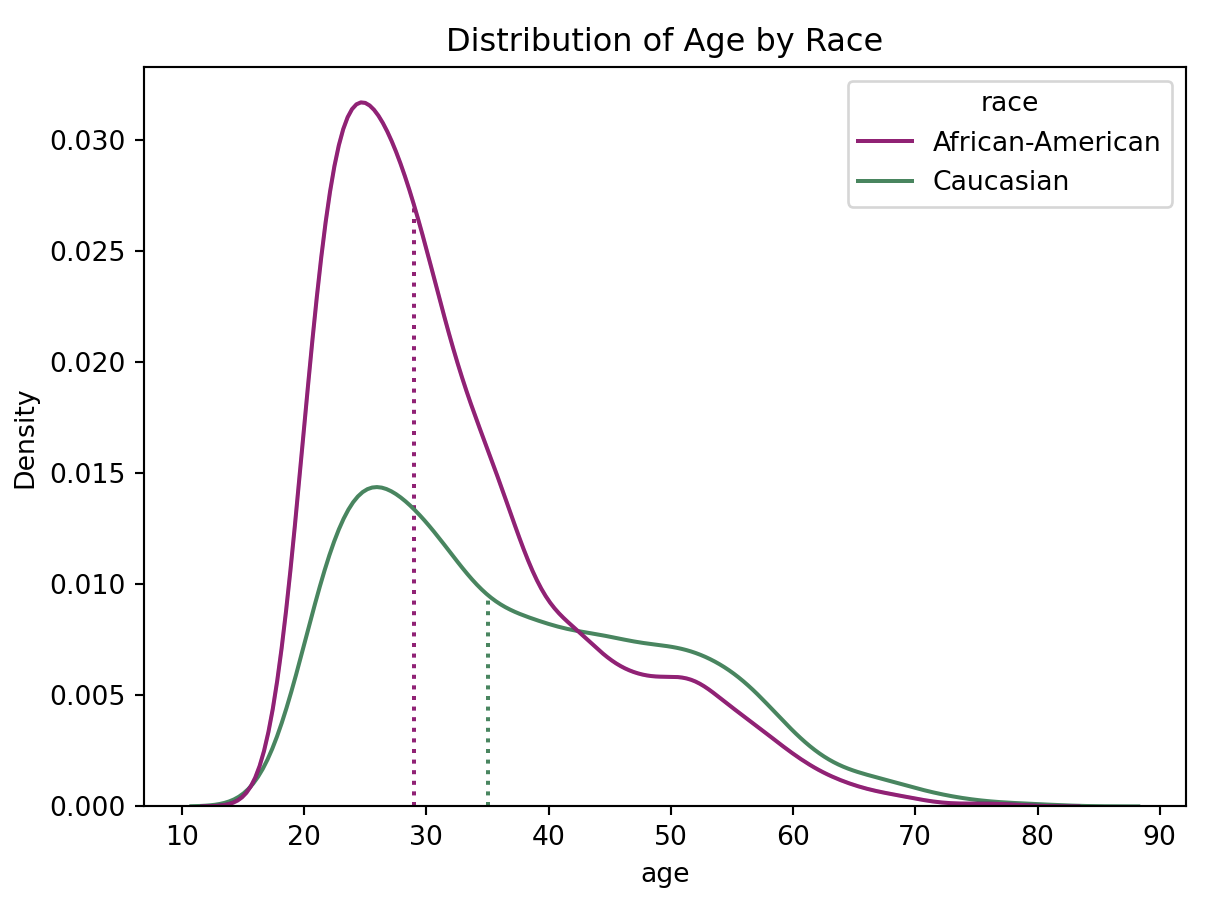 Distribution of Age by Race
race
African-American
Caucasian
Density
0.030
0.025
0.020
0.015
0.010
0.005
0.000
10 20 30 40 50 60 70 80 90
age